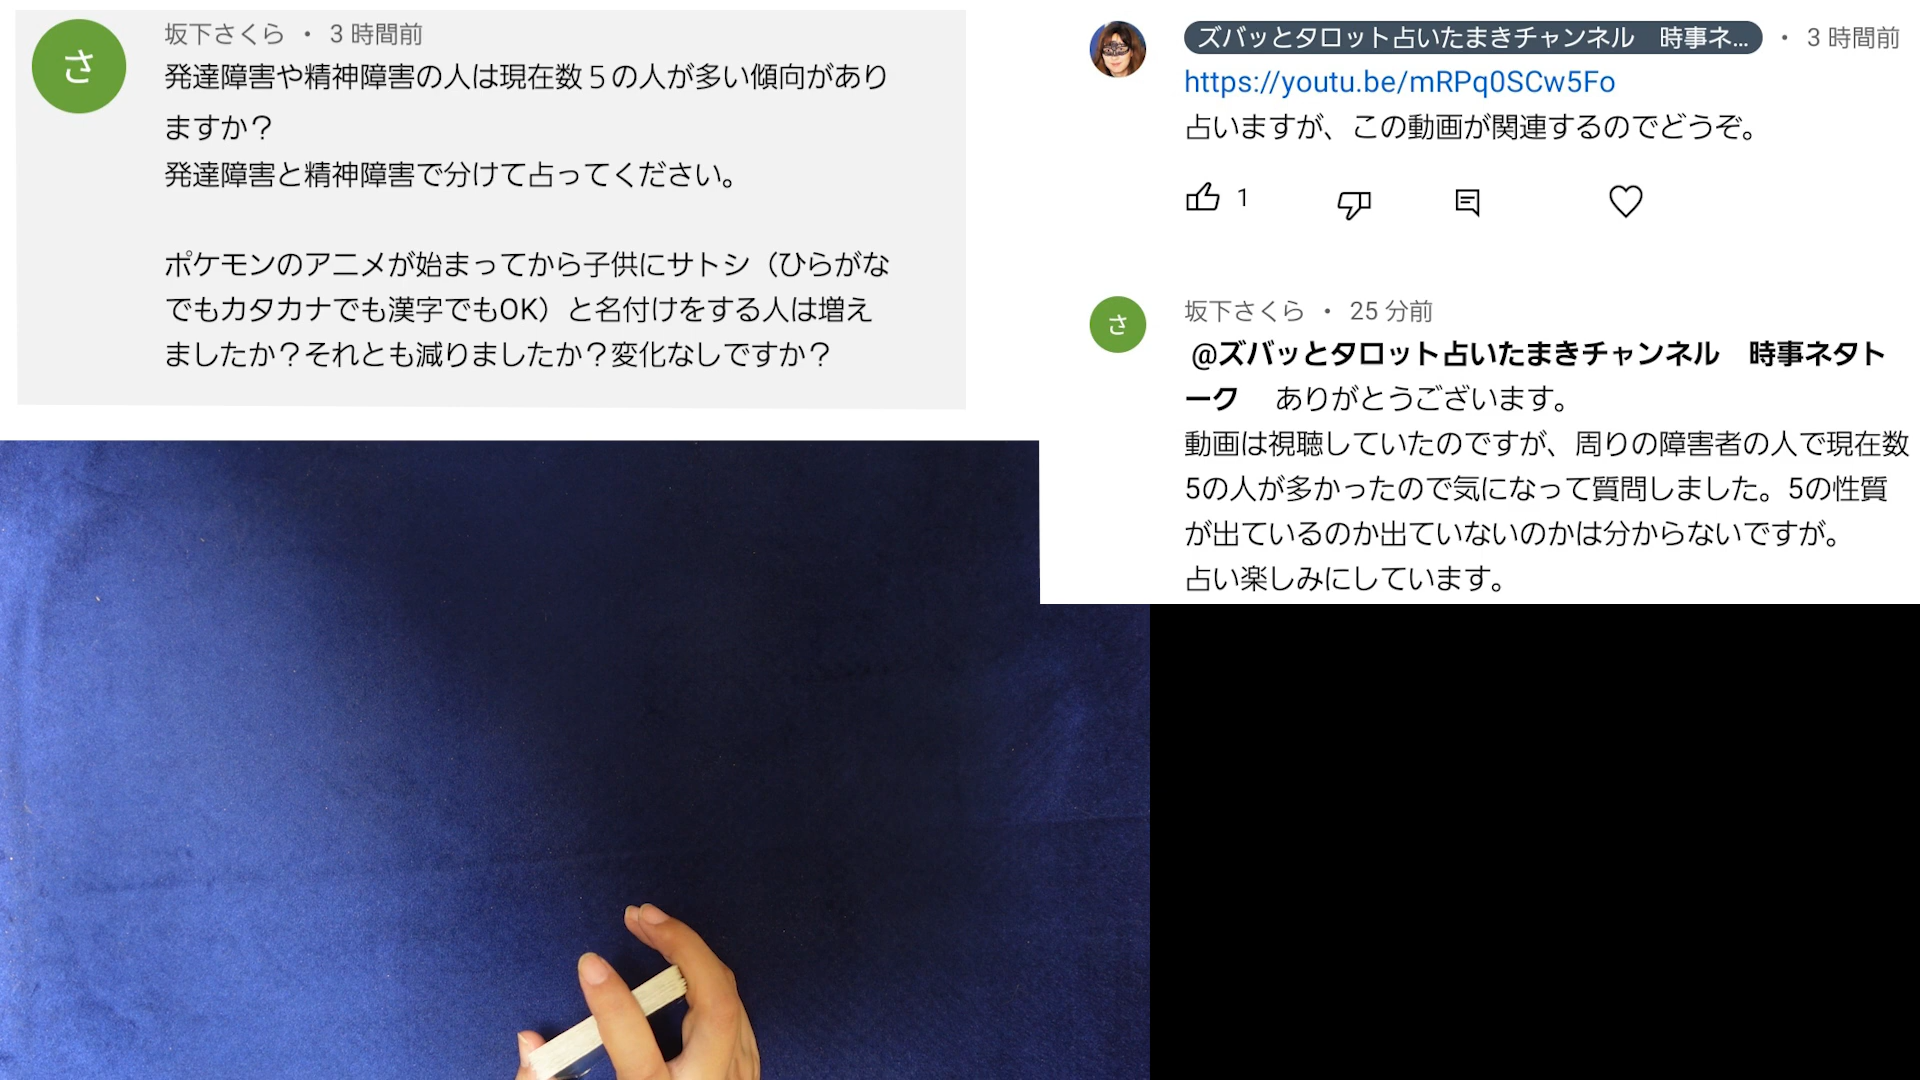 さ
坂下さくら ・ 3 時間前
発達障害や精神障害の人は現在数５の人が多い傾向があり
ますか？
発達障害と精神障害で分けて占ってください。
ポケモンのアニメが始まってから子供にサトシ（ひらがな
でもカタカナでも漢字でもOK）と名付けをする人は増え
ましたか？それとも減りましたか？変化なしですか？
ズバッとタロット占いたまきチャンネル　時事ネ... ・ 3 時間前
https://youtu.be/mRPq0SCw5Fo
占いますが、この動画が関連するのでどうぞ。
1
さ
坂下さくら ・ 25 分前
@ズバッとタロット占いたまきチャンネル　時事ネタト
ーク　ありがとうございます。
動画は視聴していたのですが、周りの障害者の人で現在数
5の人が多かったので気になって質問しました。5の性質
が出ているのか出ていないのかは分からないですが。
占い楽しみにしています。